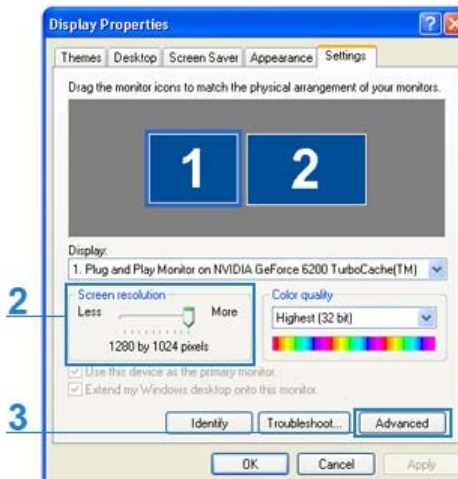 Display Properties
Themes Desktop Screen Saver Appearance Settings
Drag the monitor icons to match the physical arrangement of your monitors.
1 2
Display:
1. Plug and Play Monitor on NVIDIA GeForce 6200 TurboCache(TM)
2
Screen resolution
Less More
1280 by 1024 pixels
Color quality
Highest (32 bit)
Use this device as the primary monitor.
Extend my Windows desktop onto this monitor.
3
Identify Troubleshoot... Advanced
OK Cancel Apply